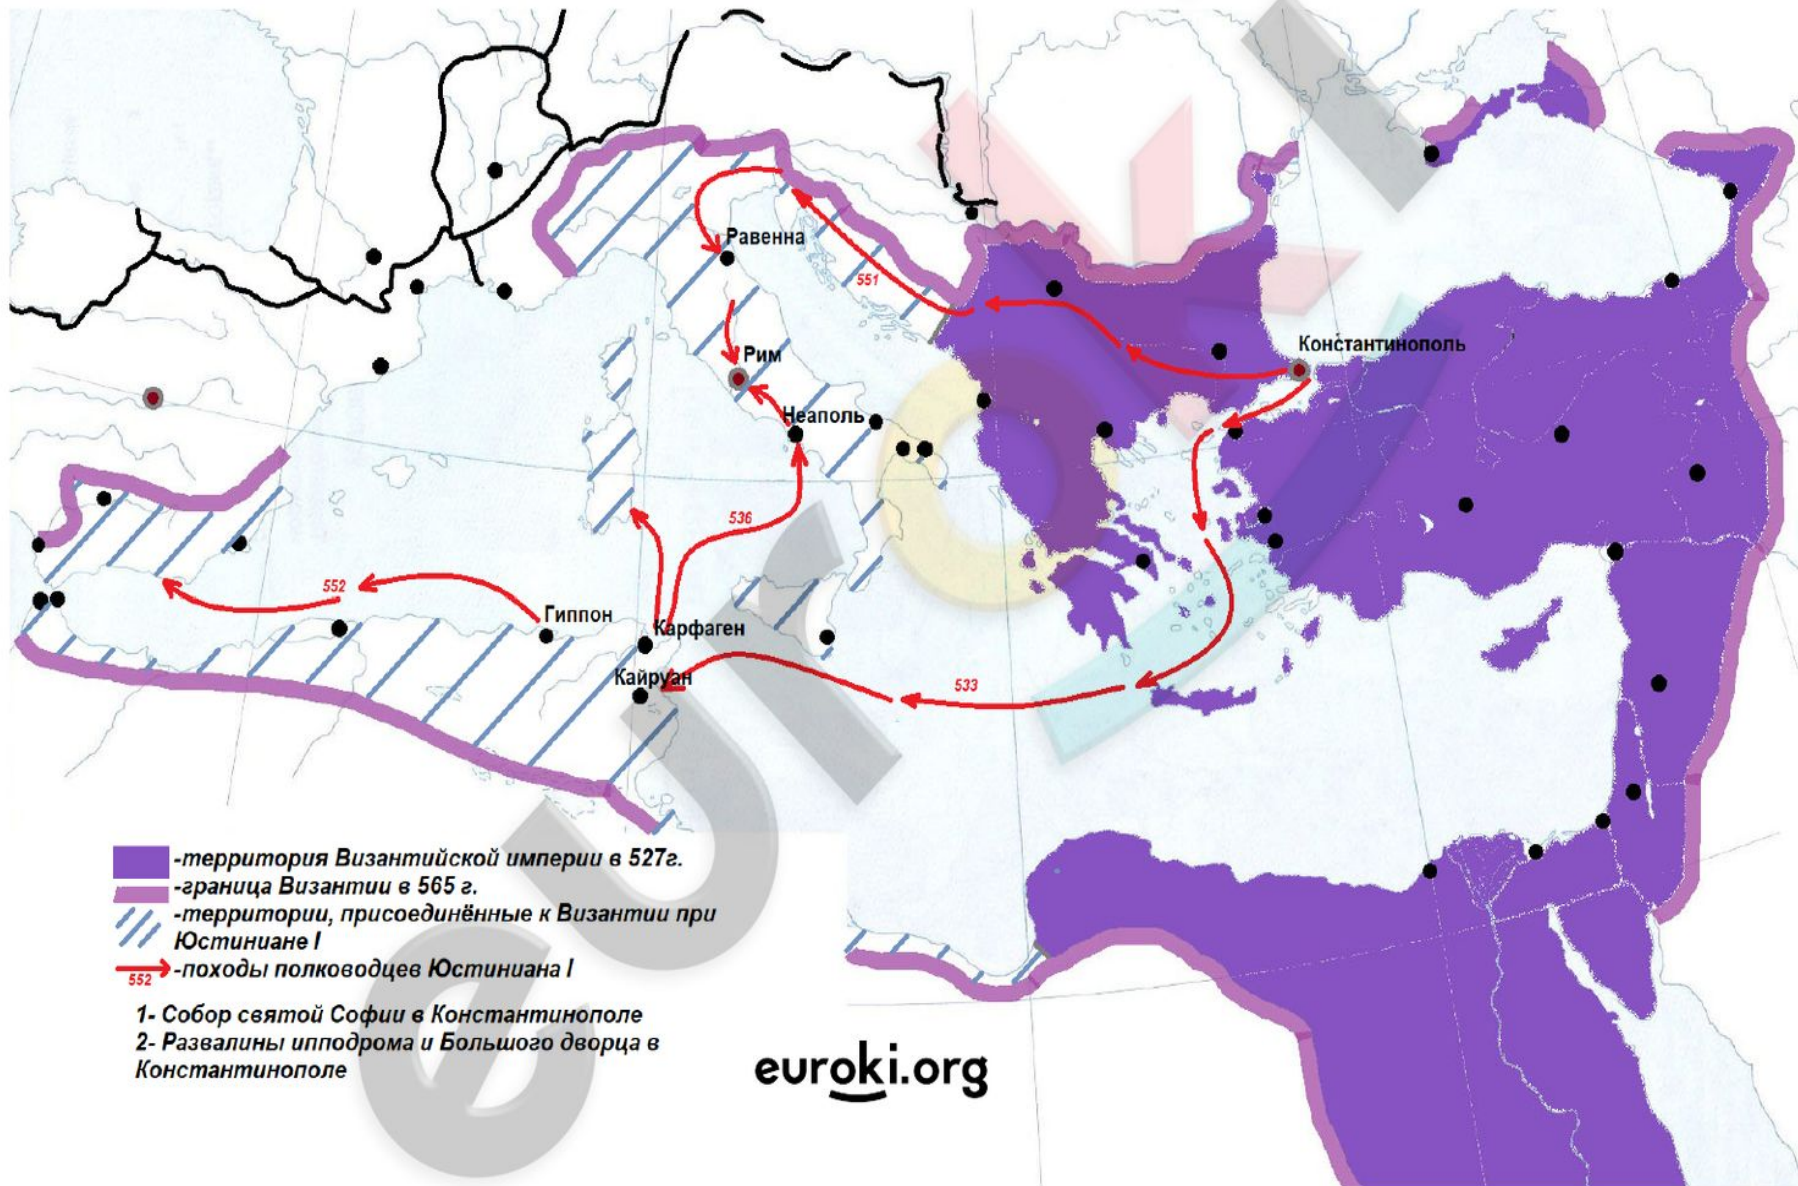 Равенна
551
Рим
Константинополь
Неаполь
536
552
Гиппон
Карфаген
Кайруан
533
-территория Византийской империи в 527г.
-граница Византии в 565 г.
-территории, присоединённые к Византии при
Юстиниане I
552
-походы полководцев Юстиниана I
1- Собор святой Софии в Константинополе
2- Развалины ипподрома и Большого дворца в
Константинополе
euroki.org
euroki